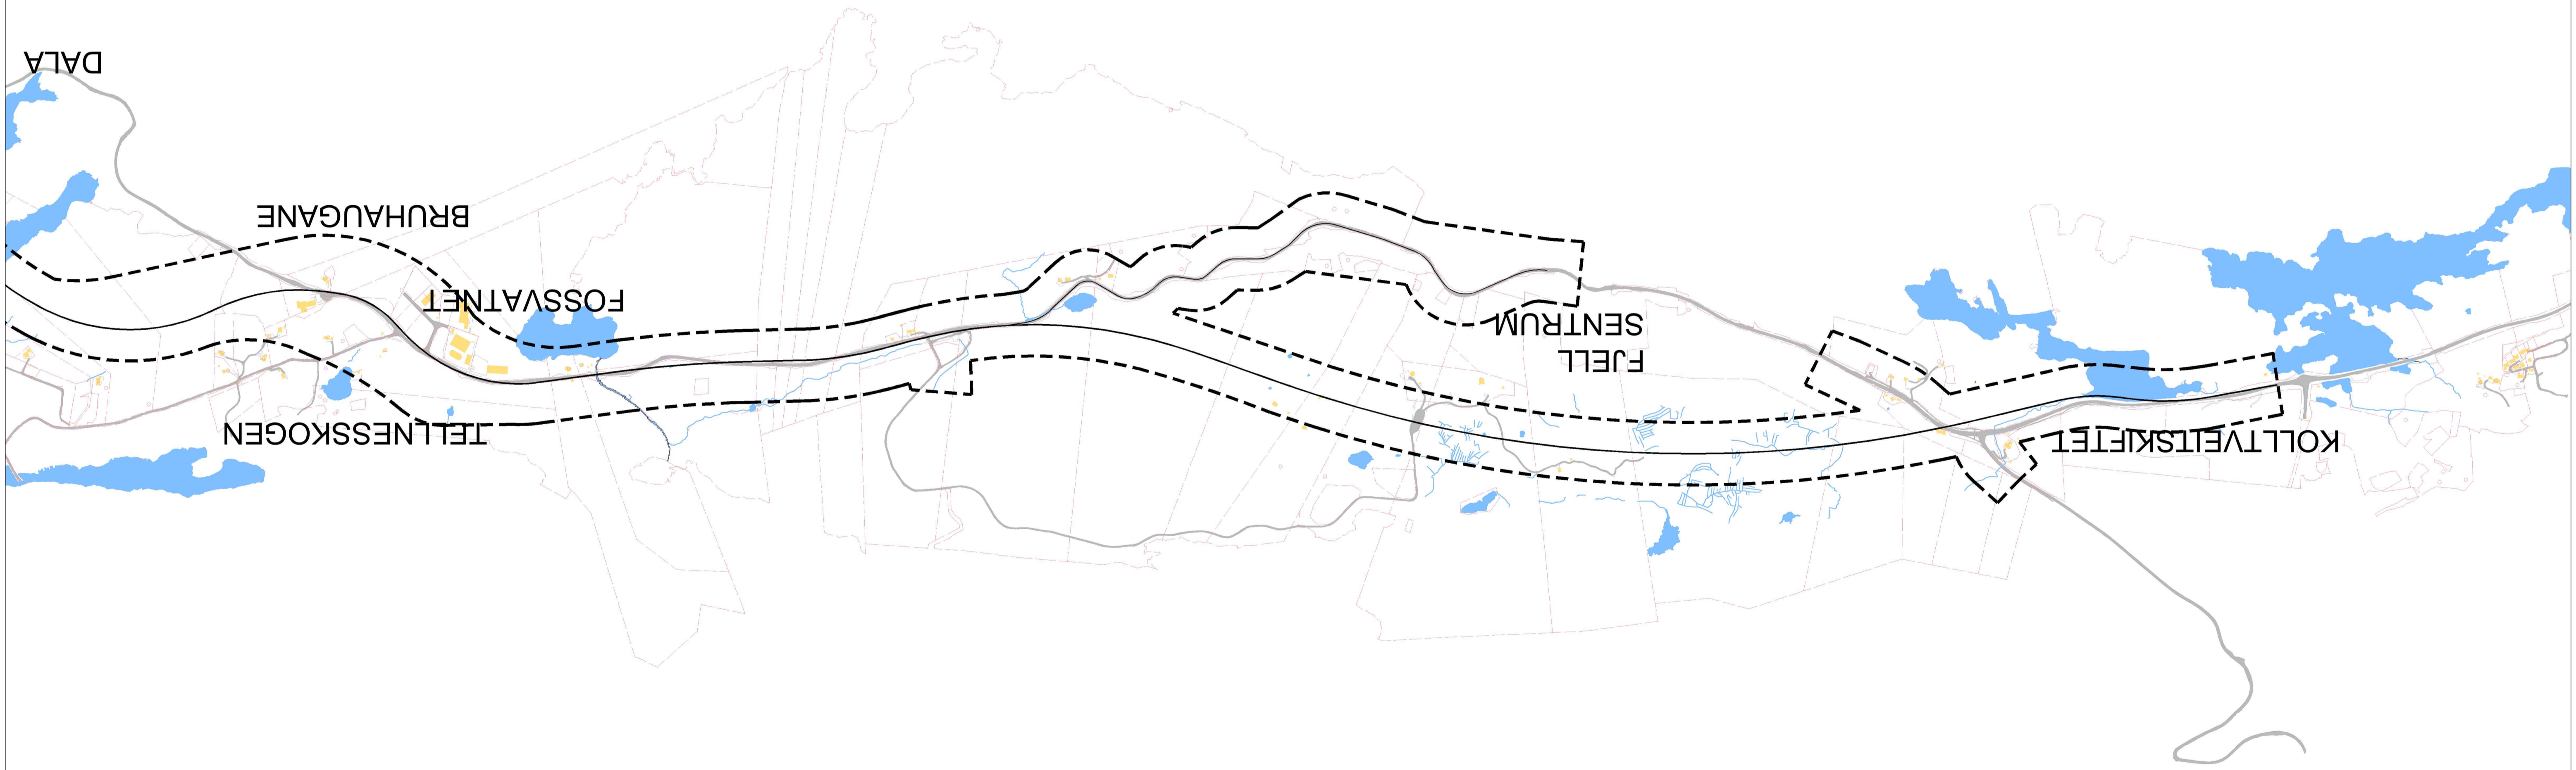 KOLLTVEITSKIFTET
TELLNESSKOGEN
FJELL
SENTRUM
FOSSVATNET
BRUHAUGANE
DALA